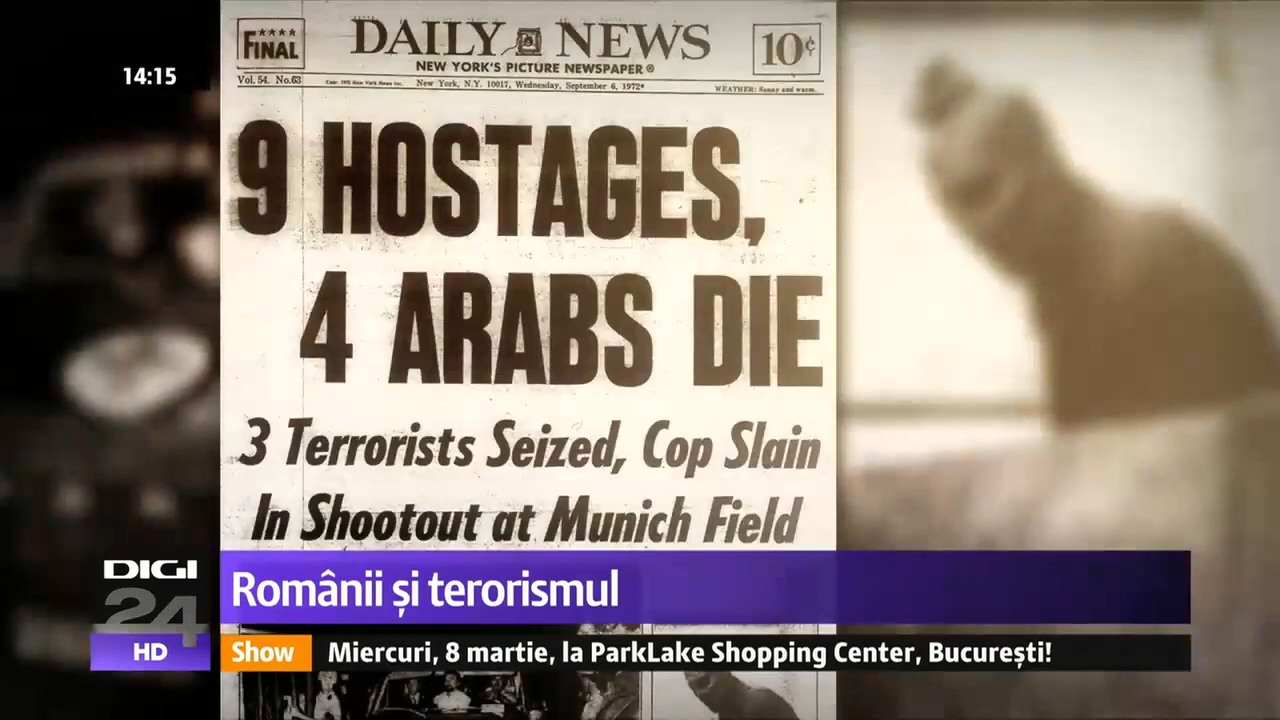 14:15
★★★★
FINAL
DAILY NEWS
10¢
NEW YORK'S PICTURE NEWSPAPER®
Vol. 54. No.63
New York, N.Y. 10017, Wednesday, September 6, 1972*
WEATHER: Sunny and warm.
9 HOSTAGES,
4 ARABS DIE
3 Terrorists Seized, Cop Slain
In Shootout at Munich Field
DIGI
24
HD
Românii și terorismul
Show
Miercuri, 8 martie, la ParkLake Shopping Center, București!